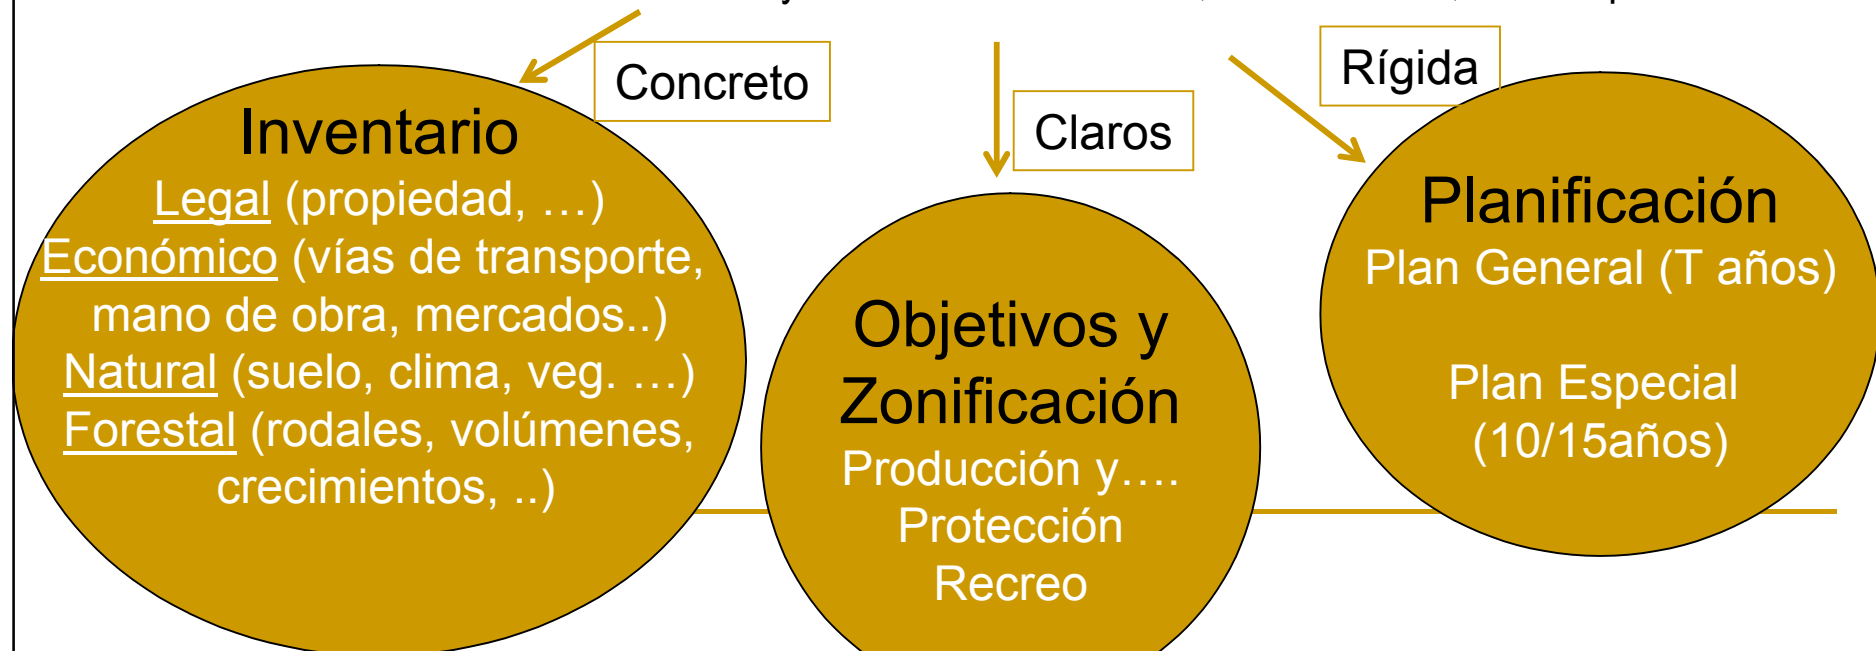 Concreto
Inventario
Legal (propiedad, …)
Económico (vías de transporte,
mano de obra, mercados..)
Natural (suelo, clima, veg. …)
Forestal (rodales, volúmenes,
crecimientos, ..)
Claros
Objetivos y
Zonificación
Producción y….
Protección
Recreo
Rígida
Planificación
Plan General (T años)
Plan Especial
(10/15años)